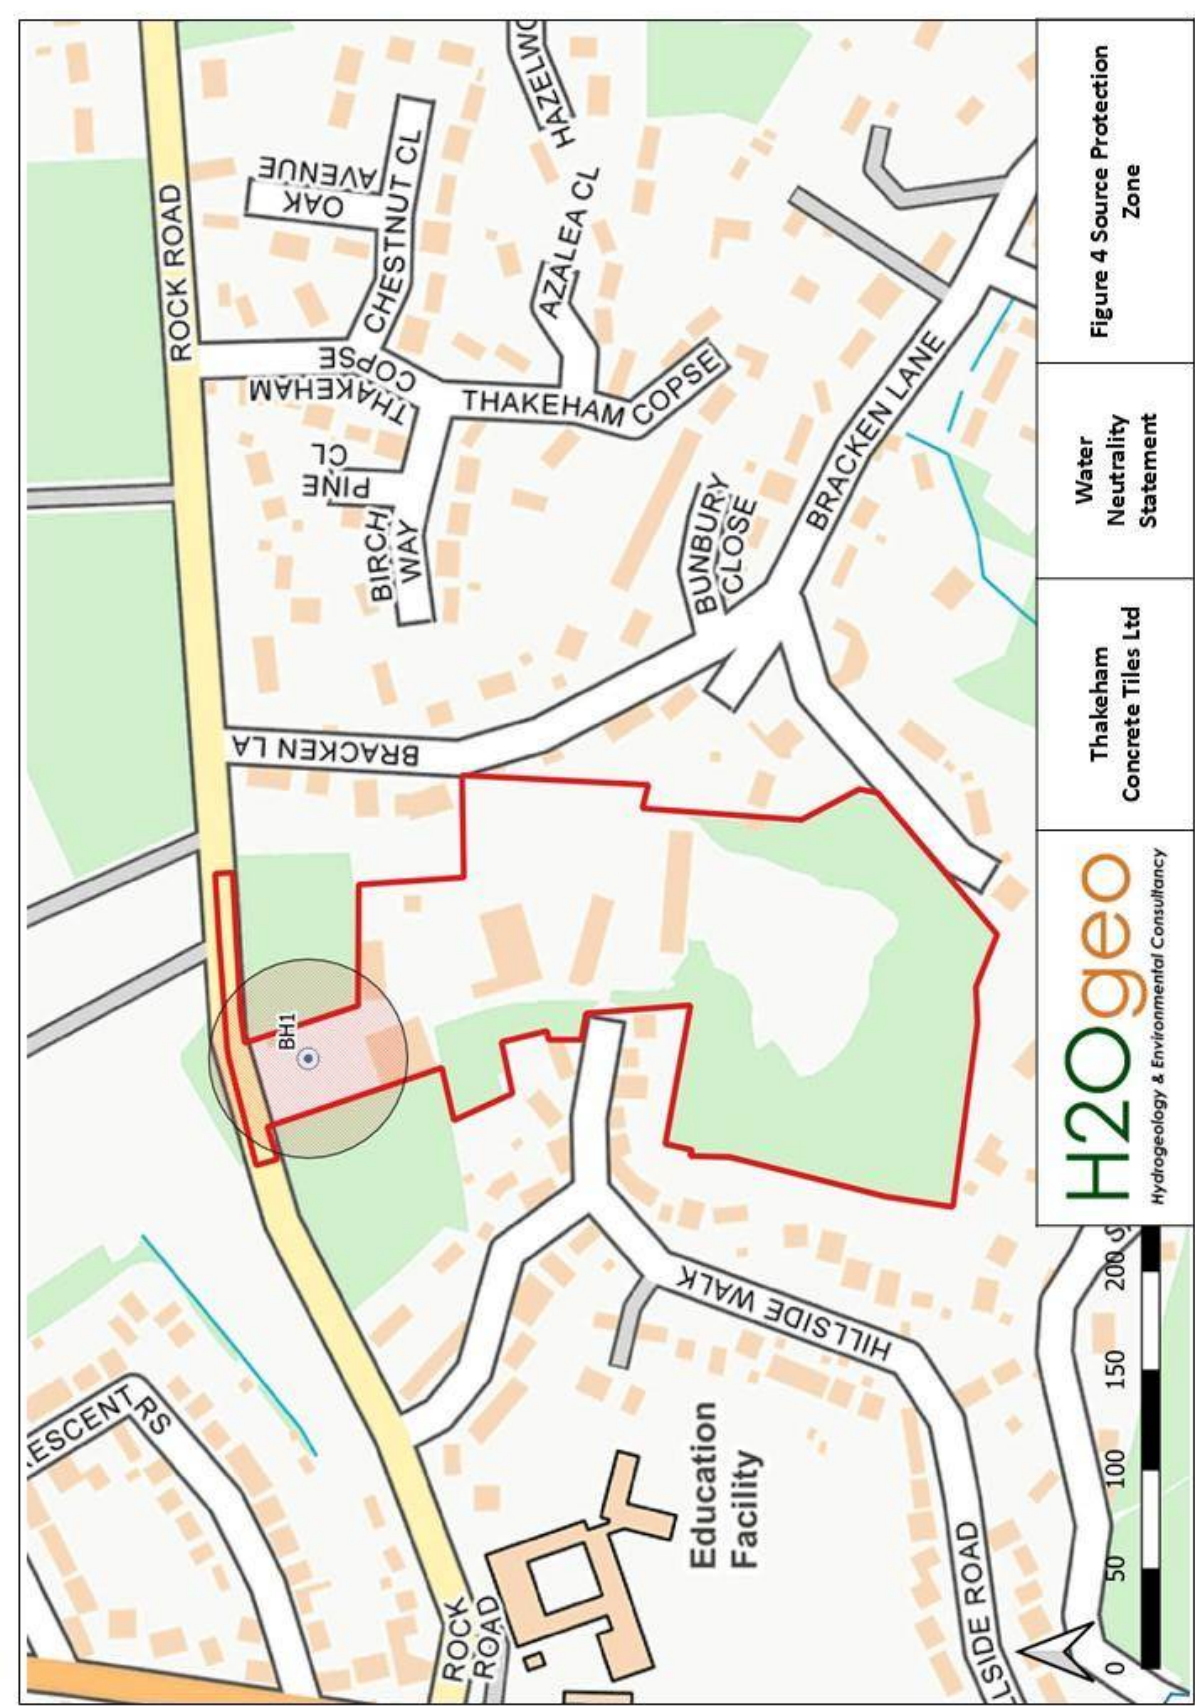 ROCK ROAD
OAK
AVENUE
CHESTNUT CL
HAZELWO
AZALEA CL
THAKEHAM
COPSE
THAKEHAM COPSE
PINE
CL
BIRCH
WAY
BUNBURY
CLOSE
BRACKEN LANE
BRACKEN LA
BH1
HILLSIDE WALK
RESCENT
RS
ROCK
ROAD
Education
Facility
LSIDE ROAD
0 50 100 150 200
H2Ogeo
Hydrogeology & Environmental Consultancy
Thakeham
Concrete Tiles Ltd
Water
Neutrality
Statement
Figure 4 Source Protection
Zone